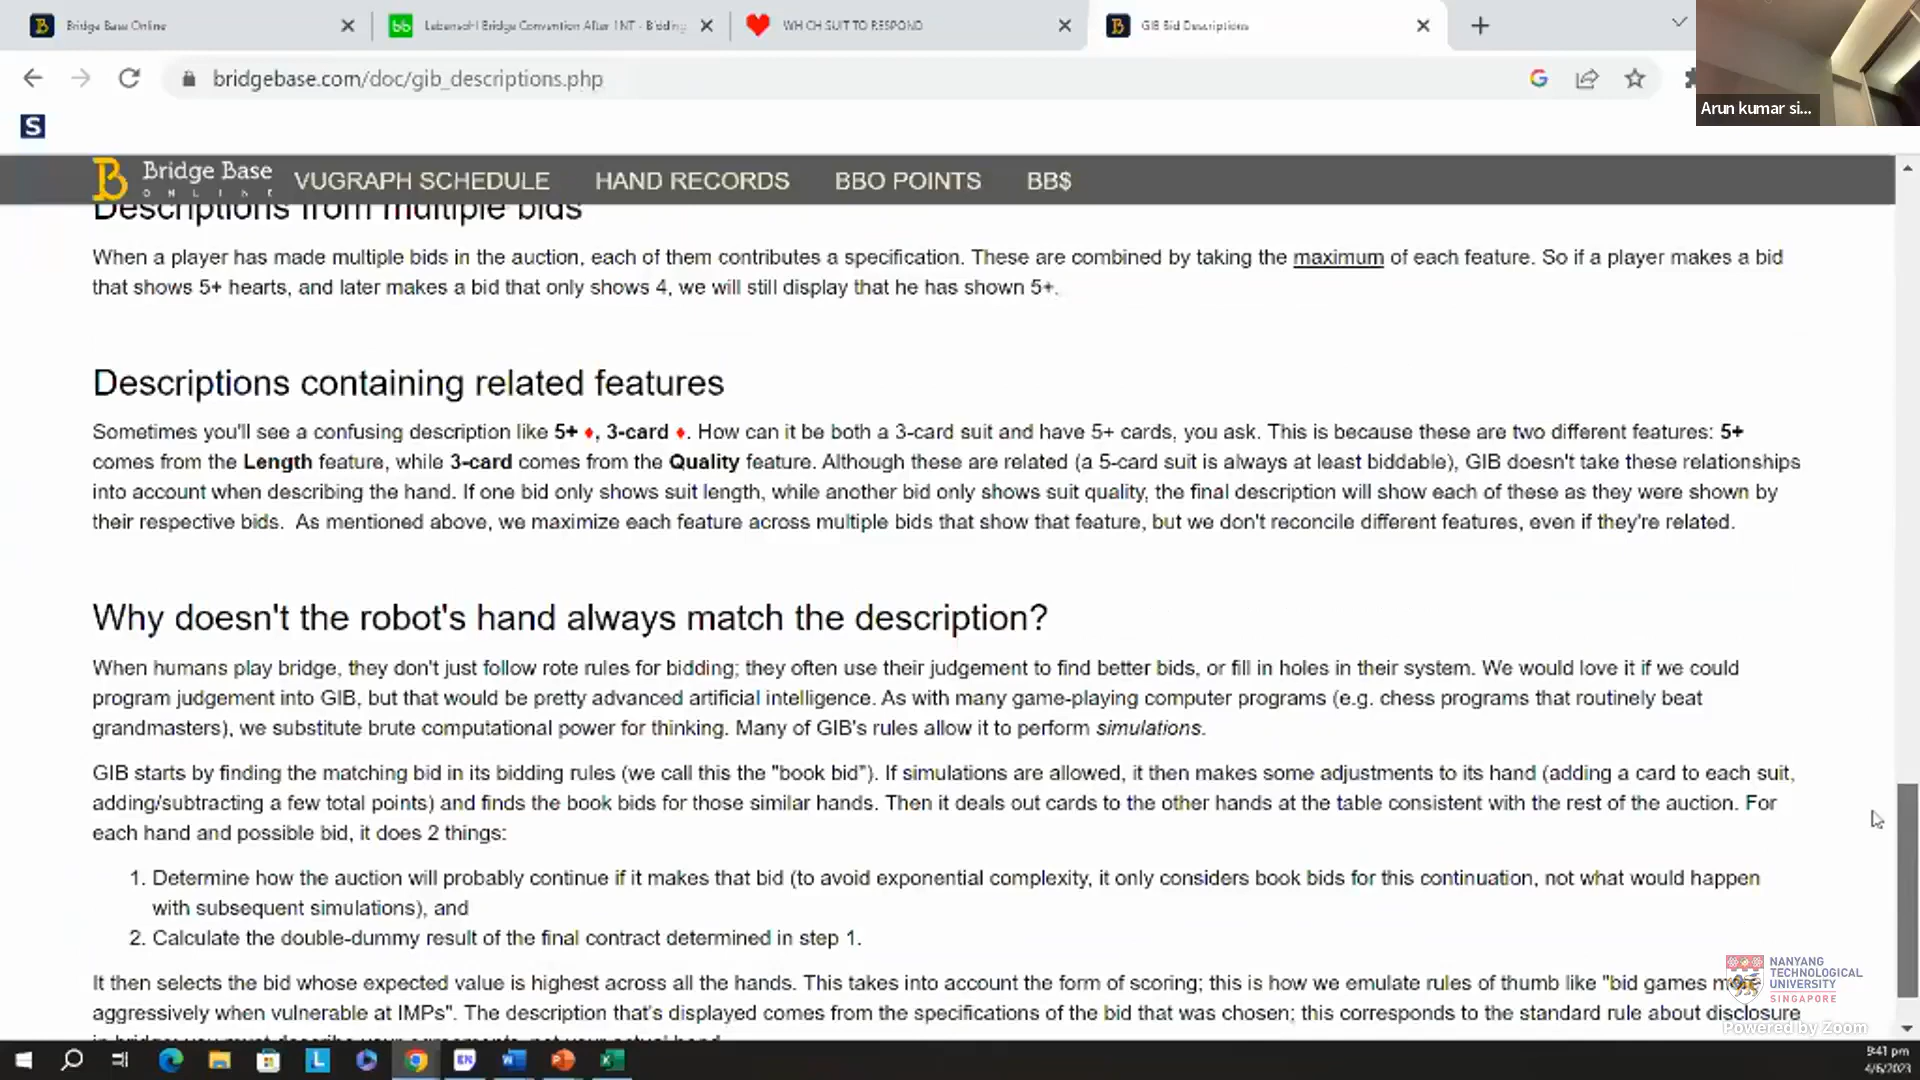 Bridge Base Online
Lebensohl Bridge Convention After 1NT - Bidding
WHICH SUIT TO RESPOND
GIB Bid Descriptions
bridgebase.com/doc/gib_descriptions.php
Arun kumar si...
S
Bridge Base
ONLINE
VUGRAPH SCHEDULE HAND RECORDS BBO POINTS BB$
Descriptions from multiple bids
When a player has made multiple bids in the auction, each of them contributes a specification. These are combined by taking the maximum of each feature. So if a player makes a bid
that shows 5+ hearts, and later makes a bid that only shows 4, we will still display that he has shown 5+.
Descriptions containing related features
Sometimes you'll see a confusing description like 5+ ♦, 3-card ♦. How can it be both a 3-card suit and have 5+ cards, you ask. This is because these are two different features: 5+
comes from the Length feature, while 3-card comes from the Quality feature. Although these are related (a 5-card suit is always at least biddable), GIB doesn't take these relationships
into account when describing the hand. If one bid only shows suit length, while another bid only shows suit quality, the final description will show each of these as they were shown by
their respective bids. As mentioned above, we maximize each feature across multiple bids that show that feature, but we don't reconcile different features, even if they're related.
Why doesn't the robot's hand always match the description?
When humans play bridge, they don't just follow rote rules for bidding; they often use their judgement to find better bids, or fill in holes in their system. We would love it if we could
program judgement into GIB, but that would be pretty advanced artificial intelligence. As with many game-playing computer programs (e.g. chess programs that routinely beat
grandmasters), we substitute brute computational power for thinking. Many of GIB's rules allow it to perform simulations.
GIB starts by finding the matching bid in its bidding rules (we call this the "book bid"). If simulations are allowed, it then makes some adjustments to its hand (adding a card to each suit,
adding/subtracting a few total points) and finds the book bids for those similar hands. Then it deals out cards to the other hands at the table consistent with the rest of the auction. For
each hand and possible bid, it does 2 things:
1. Determine how the auction will probably continue if it makes that bid (to avoid exponential complexity, it only considers book bids for this continuation, not what would happen
with subsequent simulations), and
2. Calculate the double-dummy result of the final contract determined in step 1.
It then selects the bid whose expected value is highest across all the hands. This takes into account the form of scoring; this is how we emulate rules of thumb like "bid games more
aggressively when vulnerable at IMPs". The description that's displayed comes from the specifications of the bid that was chosen; this corresponds to the standard rule about disclosure
NANYANG
TECHNOLOGICAL
UNIVERSITY
SINGAPORE
Powered by Zoom
9:41 pm
4/6/2023